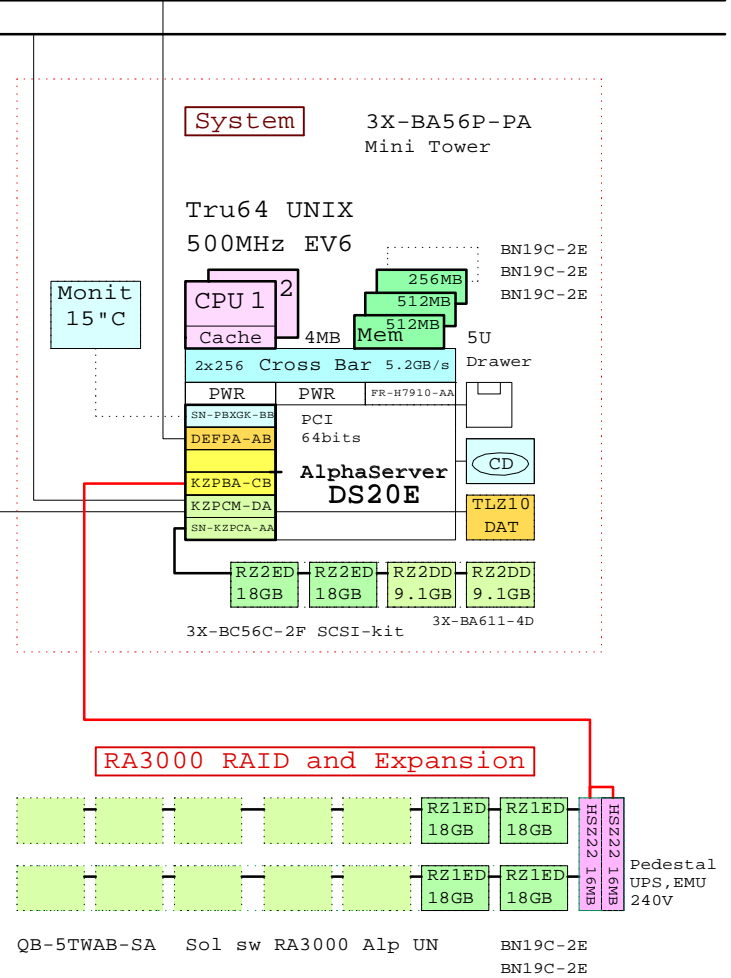 System
3X-BA56P-PA
Mini Tower
Tru64 UNIX
500MHz EV6
BN19C-2E
BN19C-2E
BN19C-2E
Monit
15"C
CPU 1
2
Cache
4MB
256MB
512MB
512MB
Mem
5U
Drawer
2x256 Cross Bar 5.2GB/s
PWR
PWR
FR-H7910-AA
SN-PBXGK-BB
PCI
64bits
DEFPA-AB
KZPBA-CB
AlphaServer
DS20E
CD
KZPCM-DA
SN-KZPCA-AA
TLZ10
DAT
RZ2ED
18GB
RZ2ED
18GB
RZ2DD
9.1GB
RZ2DD
9.1GB
3X-BC56C-2F SCSI-kit
3X-BA611-4D
RA3000 RAID and Expansion
RZ1ED
18GB
RZ1ED
18GB
HSZ22 16MB
HSZ22 16MB
RZ1ED
18GB
RZ1ED
18GB
Pedestal
UPS,EMU
240V
QB-5TWAB-SA Sol sw RA3000 Alp UN
BN19C-2E
BN19C-2E